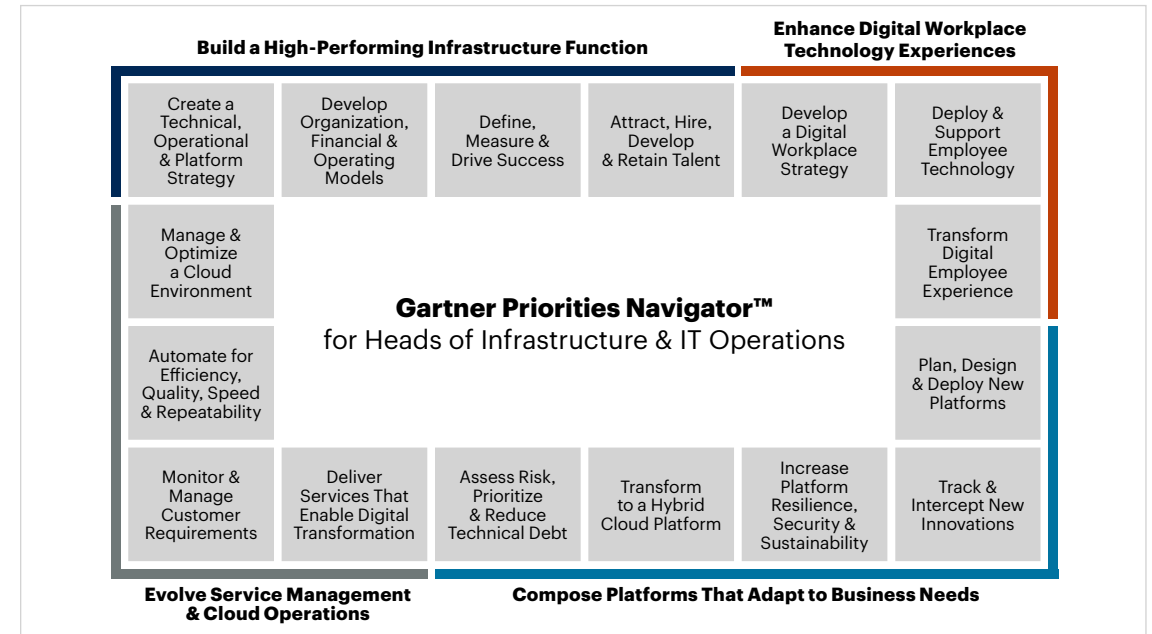 Build a High-Performing Infrastructure Function
Enhance Digital Workplace
Technology Experiences
Create a
Technical,
Operational
& Platform
Strategy
Develop
Organization,
Financial &
Operating
Models
Define,
Measure &
Drive Success
Attract, Hire,
Develop
& Retain Talent
Develop
a Digital
Workplace
Strategy
Deploy &
Support
Employee
Technology
Manage &
Optimize
a Cloud
Environment
Transform
Digital
Employee
Experience
Gartner Priorities Navigator™
for Heads of Infrastructure & IT Operations
Automate for
Efficiency,
Quality, Speed
& Repeatability
Plan, Design
& Deploy New
Platforms
Monitor &
Manage
Customer
Requirements
Deliver
Services That
Enable Digital
Transformation
Assess Risk,
Prioritize
& Reduce
Technical Debt
Transform
to a Hybrid
Cloud Platform
Increase
Platform
Resilience,
Security &
Sustainability
Track &
Intercept New
Innovations
Evolve Service Management
& Cloud Operations
Compose Platforms That Adapt to Business Needs